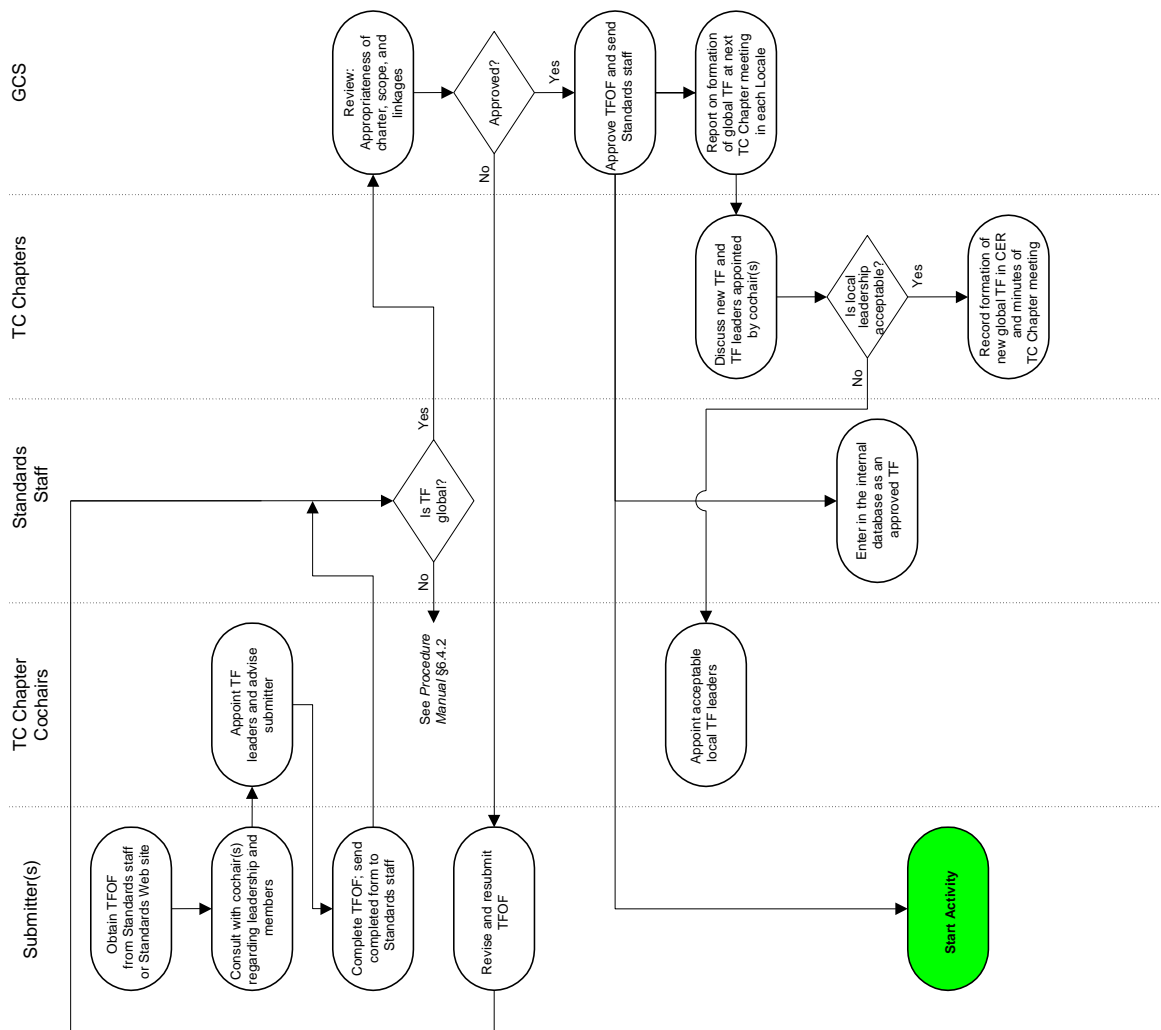 Submitter(s)
TC Chapter
Cochairs
Standards
Staff
TC Chapters
GCS
Obtain TFOF
from Standards staff
or Standards Web site
Consult with cochair(s)
regarding leadership and
members
Appoint TF
leaders and advise
submitter
Complete TFOF; send
completed form to
Standards staff
Is TF
global?
No
See Procedure
Manual §6.4.2
Yes
Review:
Appropriateness of
charter, scope, and
linkages
Approved?
No
Revise and resubmit
TFOF
Yes
Approve TFOF and send
Standards staff
Report on formation
of global TF at next
TC Chapter meeting
in each Locale
Discuss new TF and
TF leaders appointed
by cochair(s)
Is local
leadership
acceptable?
No
Appoint acceptable
local TF leaders
Yes
Record formation of
new global TF in CER
and minutes of
TC Chapter meeting
Enter in the internal
database as an
approved TF
Start Activity